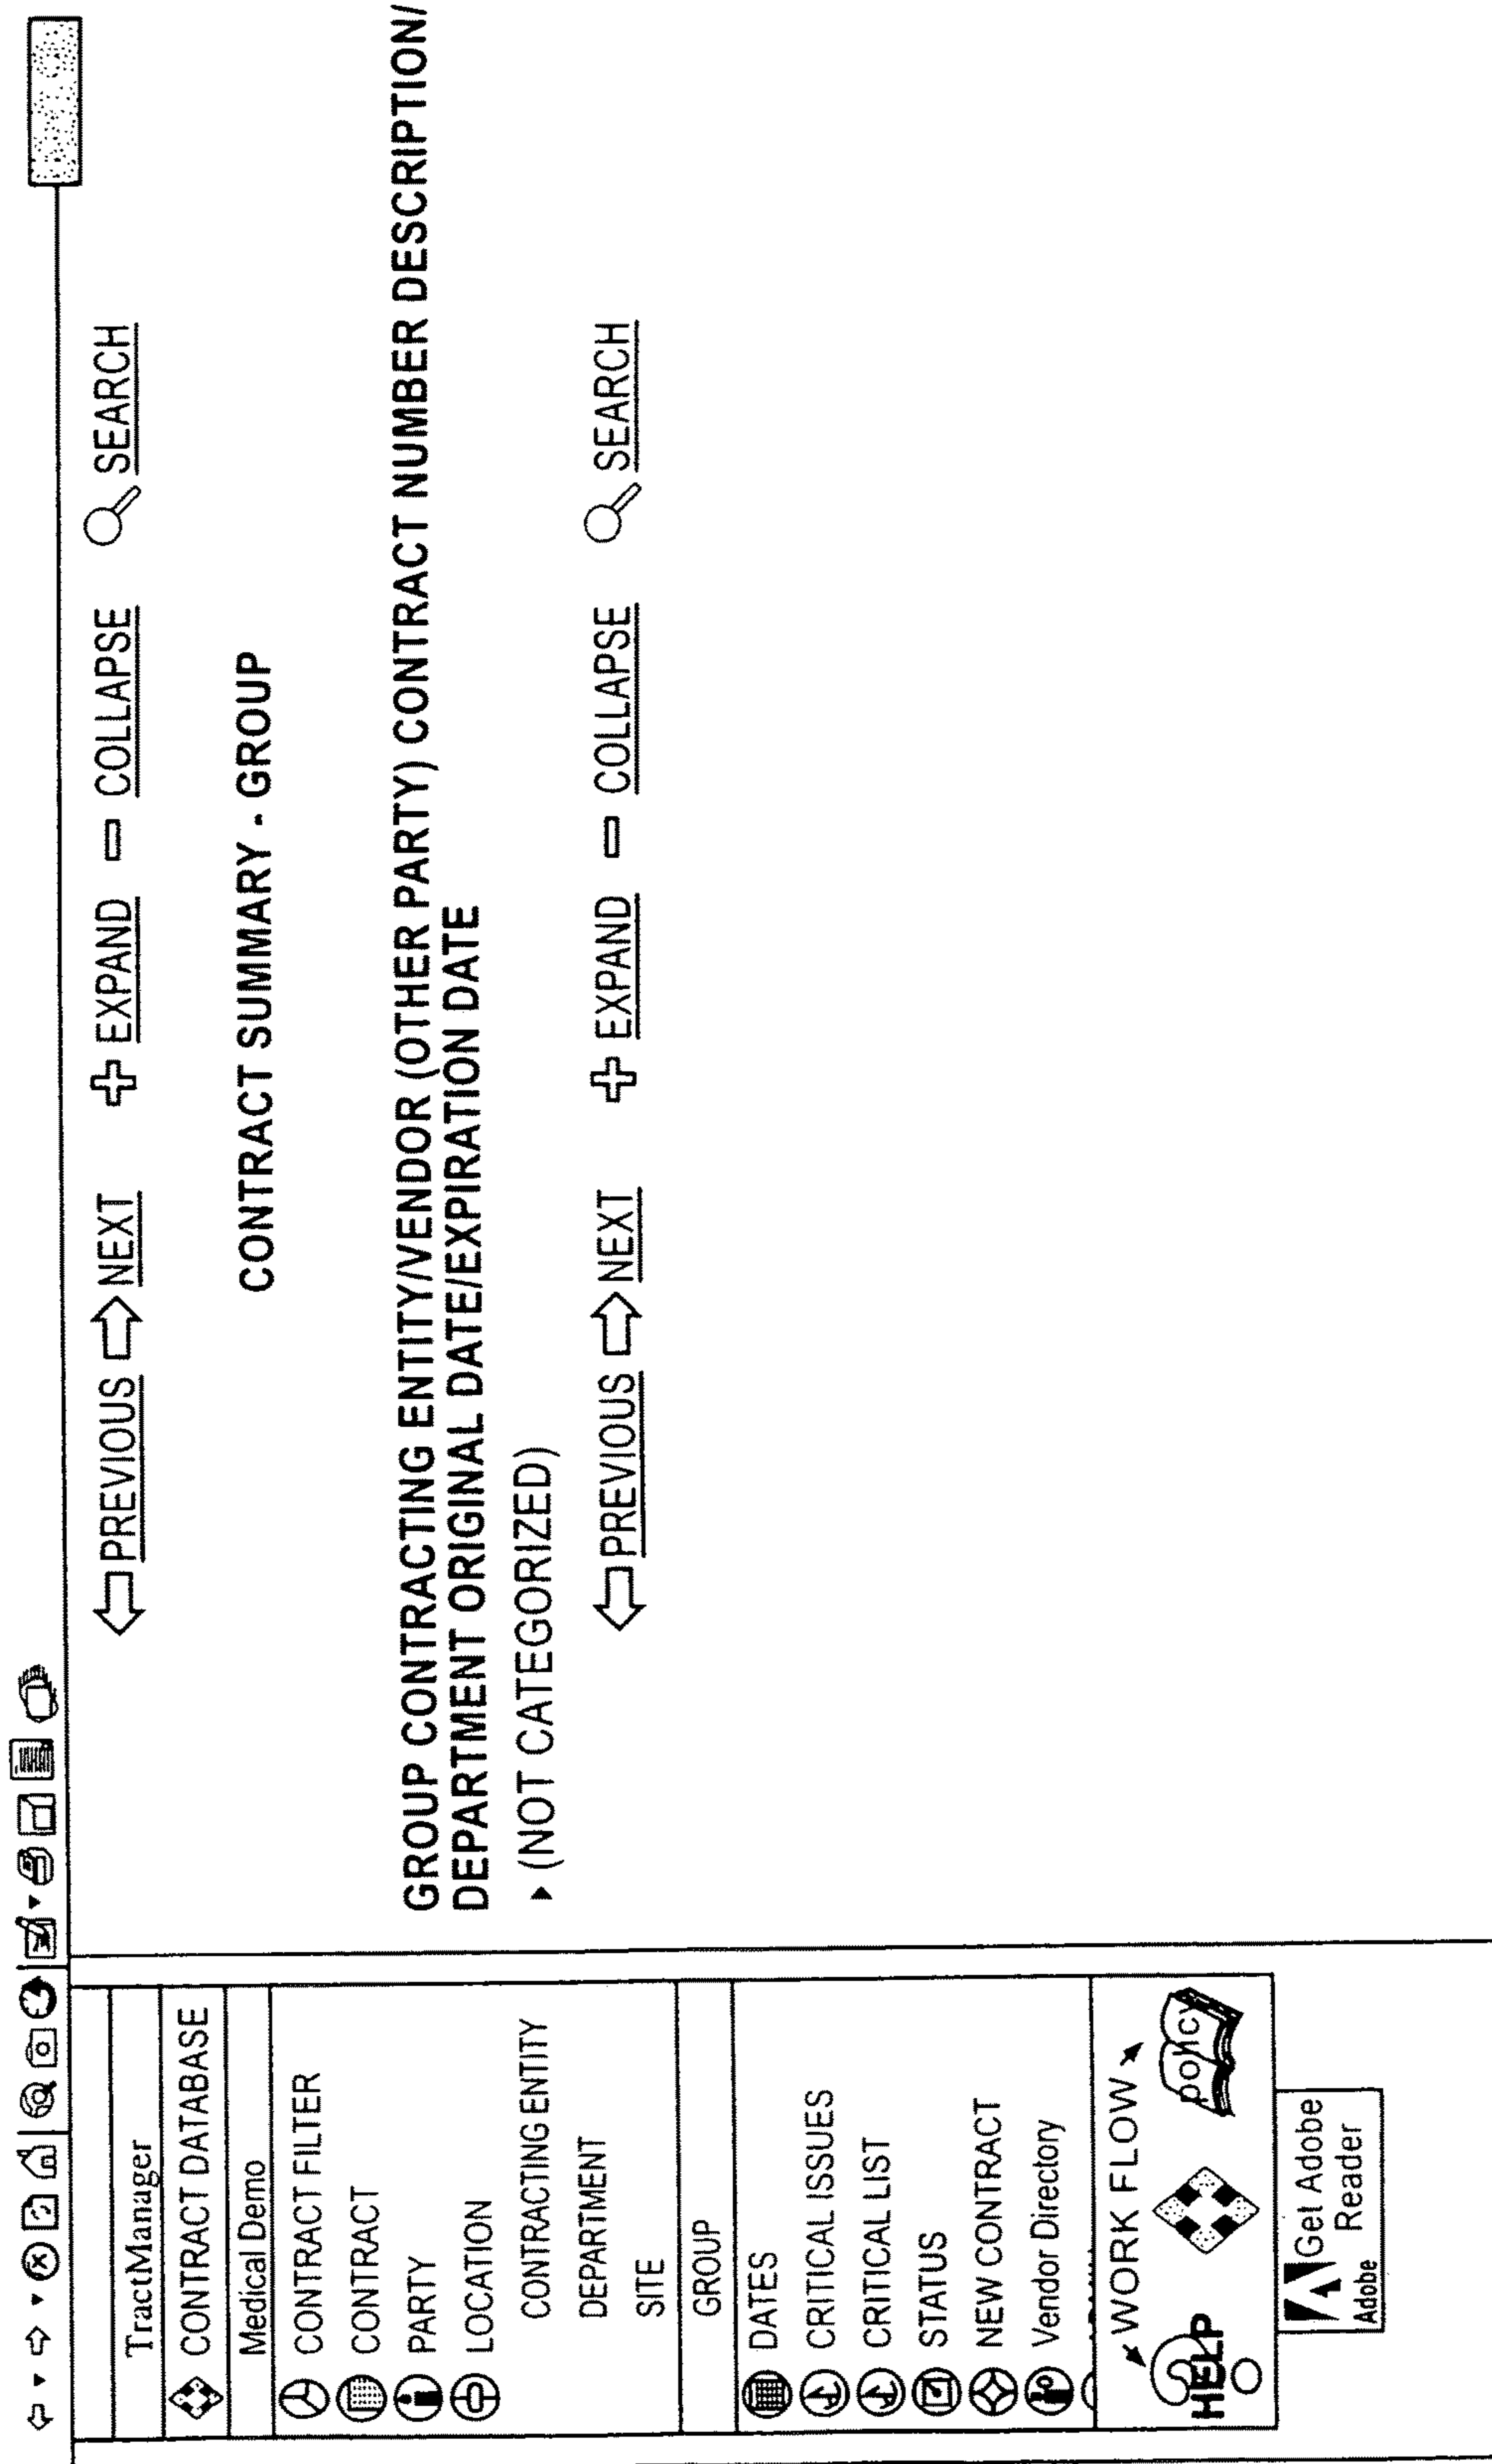 TractManager
CONTRACT DATABASE
Medical Demo
CONTRACT FILTER
CONTRACT
PARTY
LOCATION
CONTRACTING ENTITY
DEPARTMENT
SITE
GROUP
DATES
CRITICAL ISSUES
CRITICAL LIST
STATUS
NEW CONTRACT
Vendor Directory
WORK FLOW
HELP
policy
Get Adobe
Reader
Adobe
PREVIOUS NEXT EXPAND COLLAPSE SEARCH
CONTRACT SUMMARY - GROUP
GROUP CONTRACTING ENTITY/VENDOR (OTHER PARTY) CONTRACT NUMBER DESCRIPTION/
DEPARTMENT ORIGINAL DATE/EXPIRATION DATE
(NOT CATEGORIZED)
PREVIOUS NEXT EXPAND COLLAPSE SEARCH